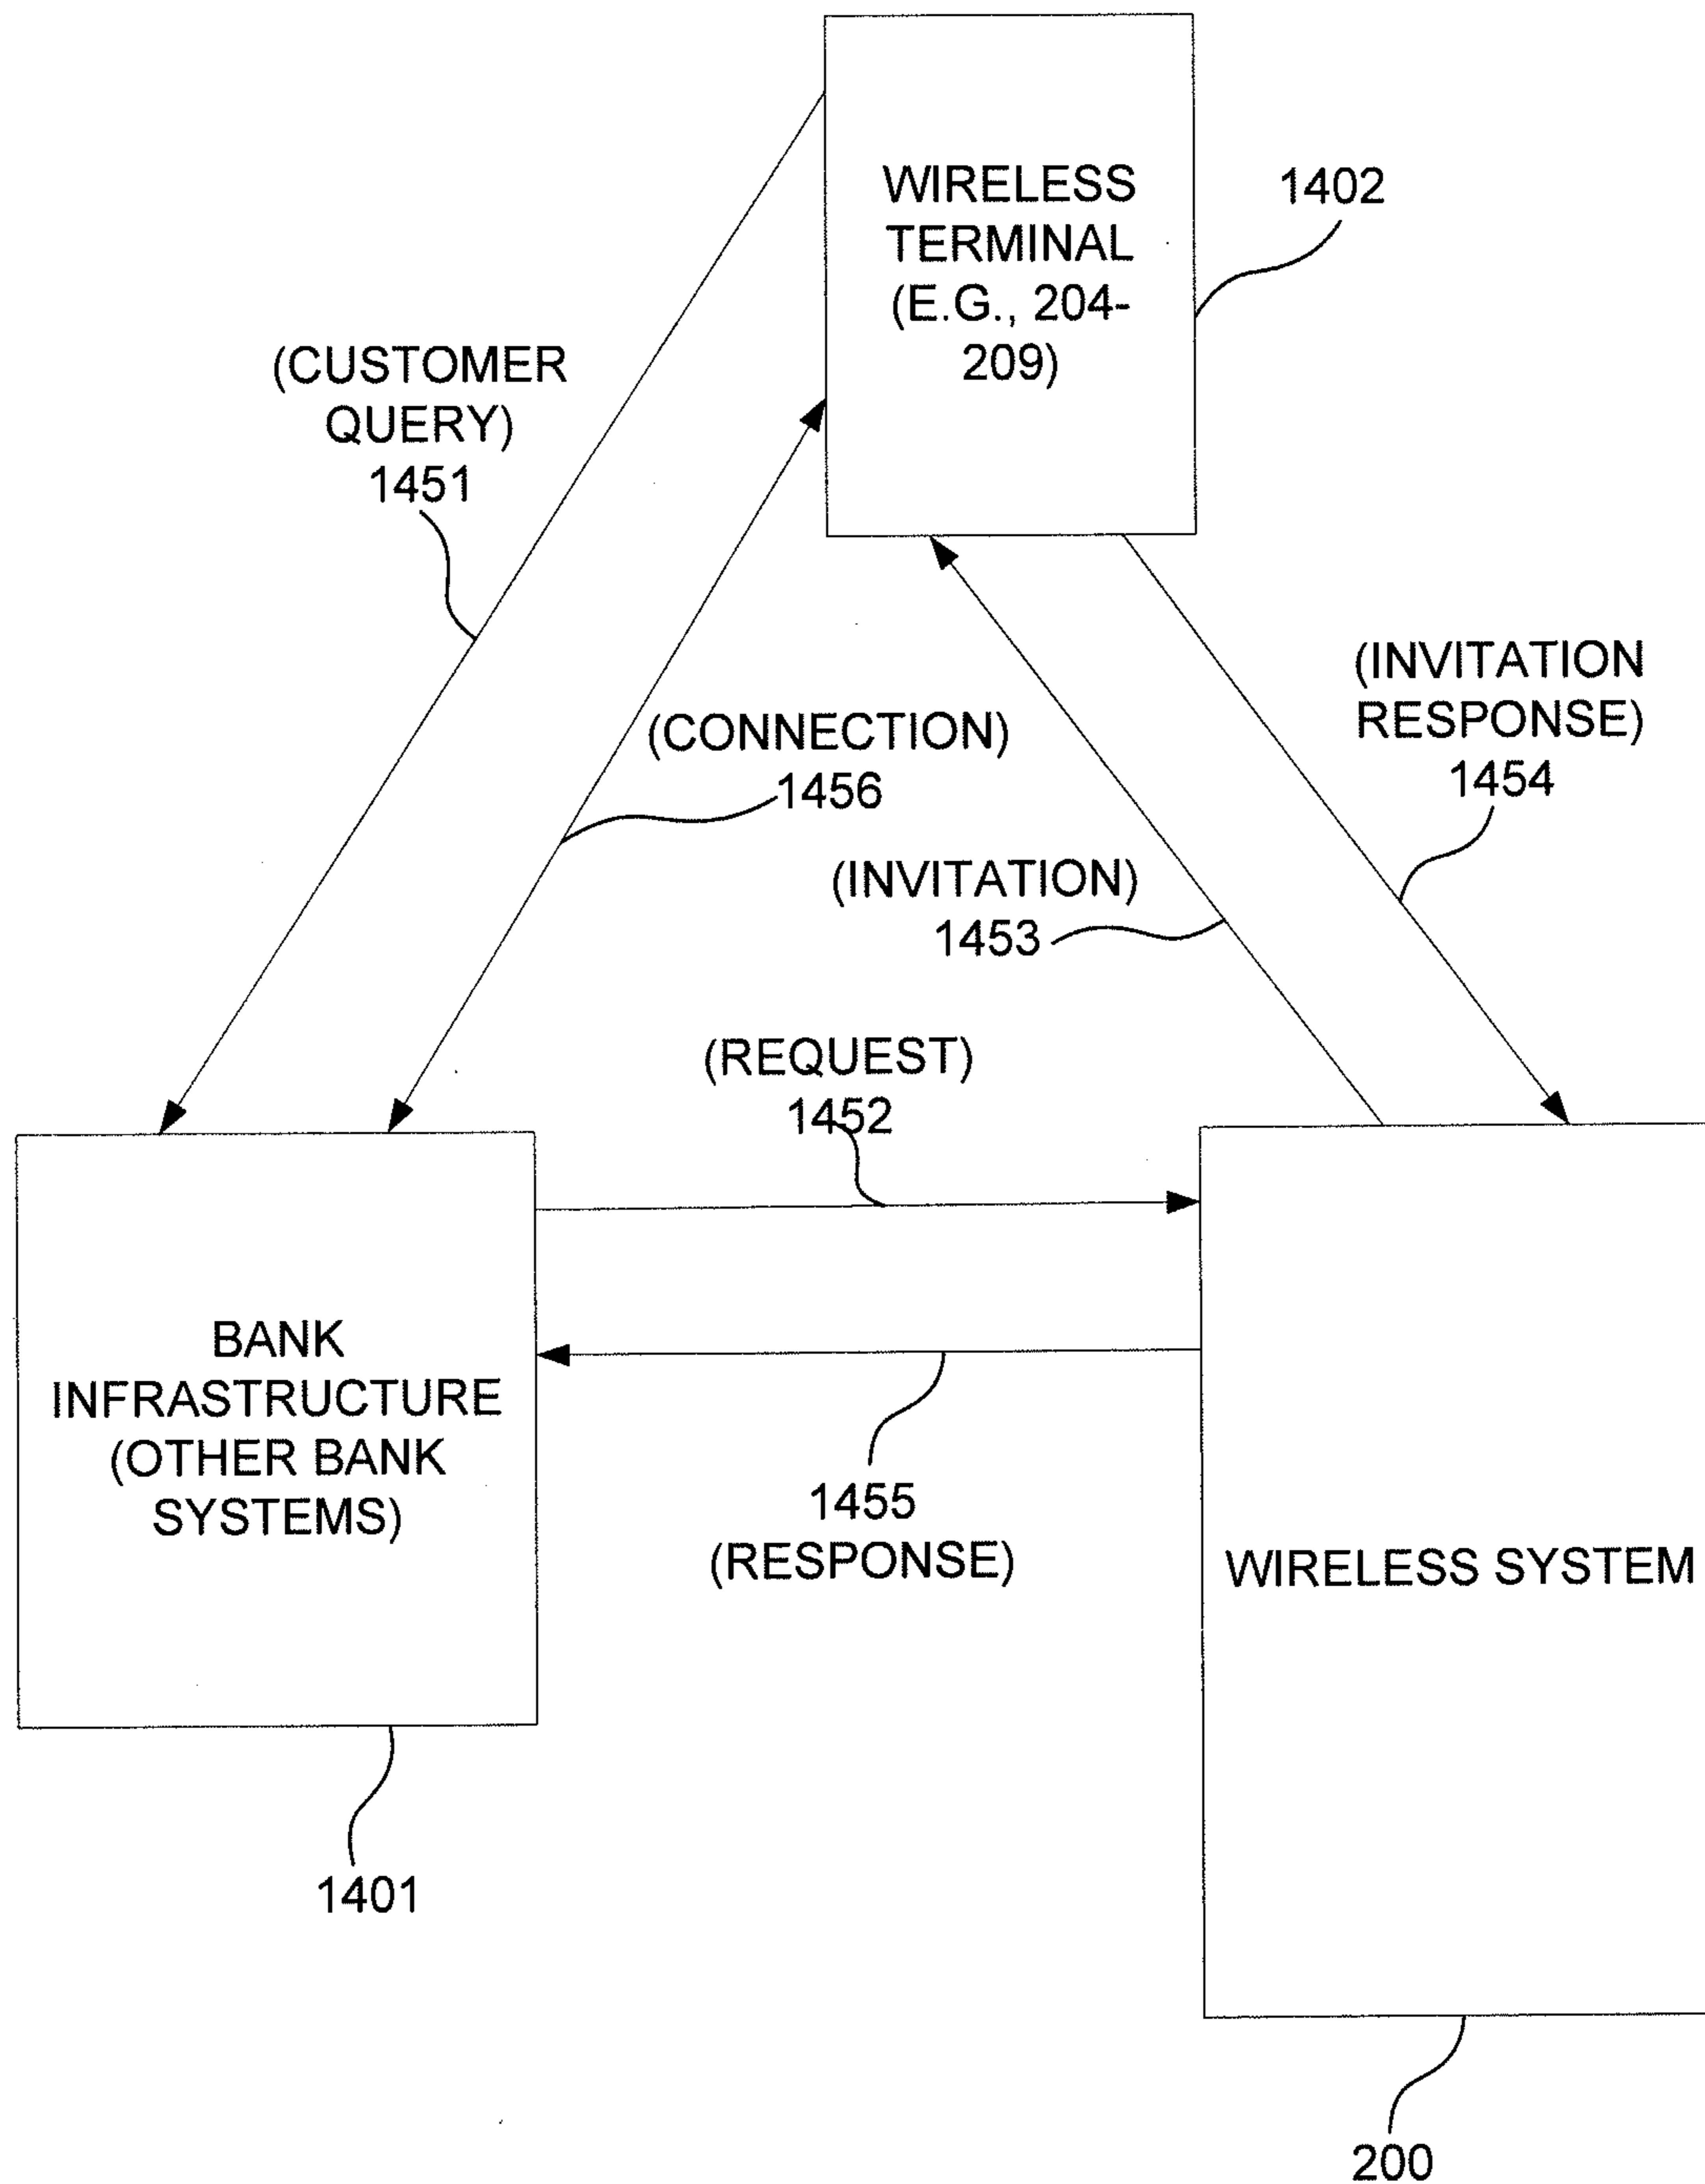 WIRELESS
TERMINAL
(E.G., 204-
209)
1402
(CUSTOMER
QUERY)
1451
(INVITATION
RESPONSE)
1454
(CONNECTION)
1456
(INVITATION)
1453
(REQUEST)
1452
BANK
INFRASTRUCTURE
(OTHER BANK
SYSTEMS)
1455
(RESPONSE)
WIRELESS SYSTEM
1401
200